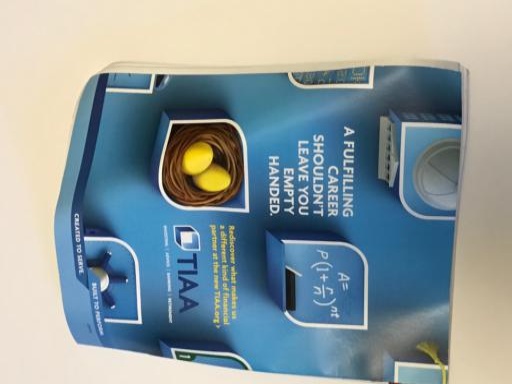 A FULFILLING
CAREER
SHOULDN'T
LEAVE YOU
EMPTY
HANDED.
A=
P(1+r/n)^nt
Rediscover what makes us
a different kind of financial
partner at the new TIAA.org
TIAA
CREATED TO SERVE.
BUILT TO PERFORM.
1